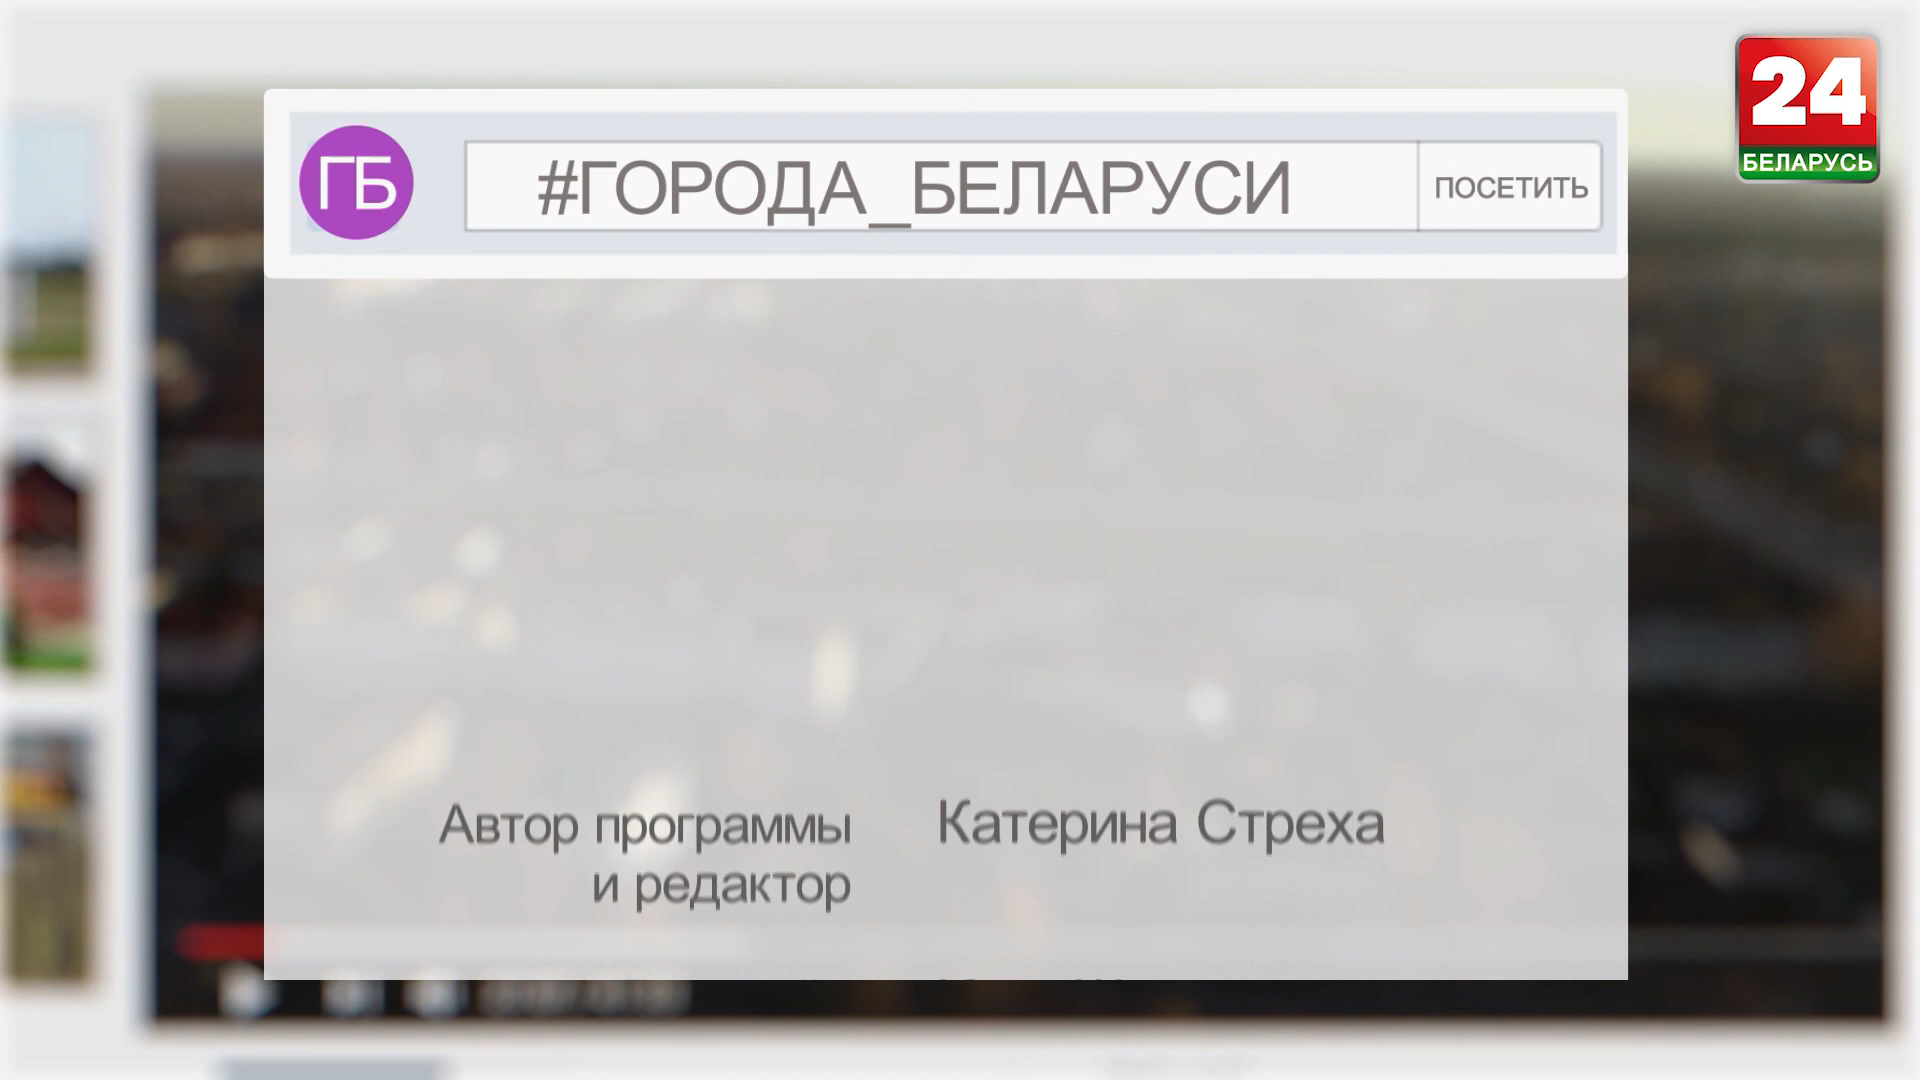 24
БЕЛАРУСЬ
ГБ
#ГОРОДА_БЕЛАРУСИ
ПОСЕТИТЬ
Автор программы
и редактор
Катерина Стреха